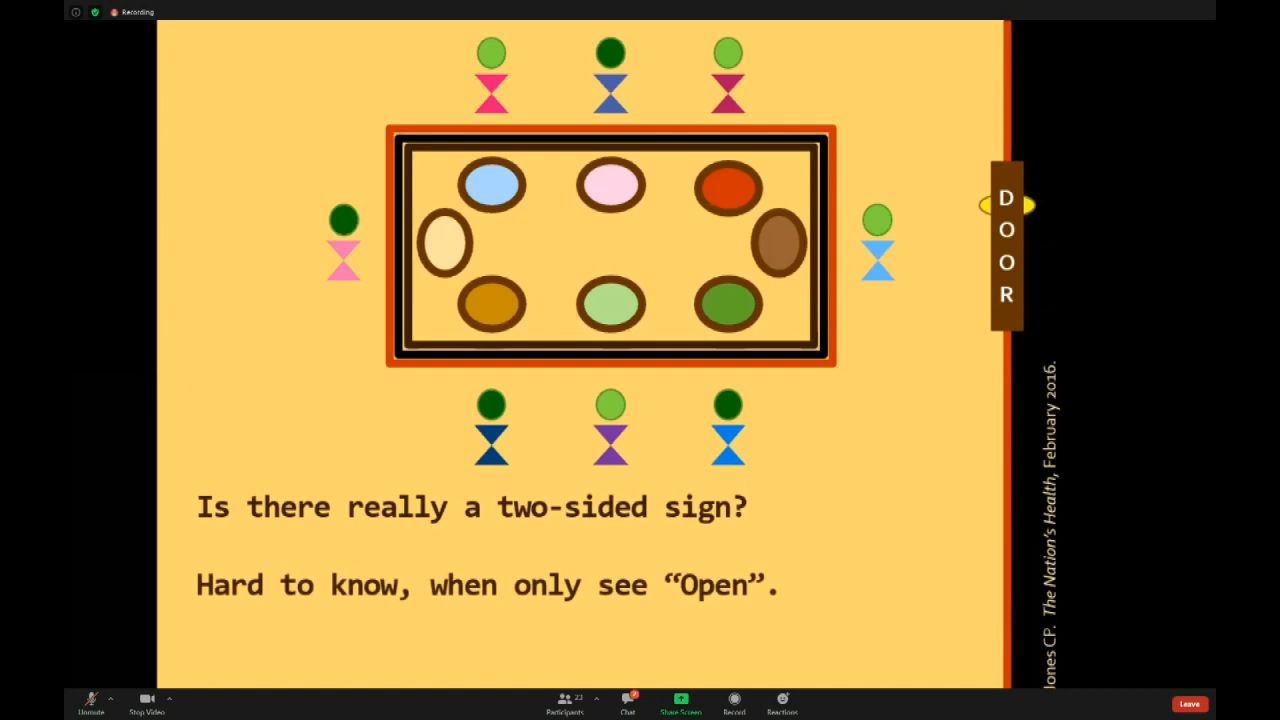 Recording
D
O
O
R
Jones CP. The Nation's Health, February 2016.
Is there really a two-sided sign?
Hard to know, when only see “Open”.
Unmute
Stop Video
Participants
23
Chat
Share Screen
Record
Reactions
Leave